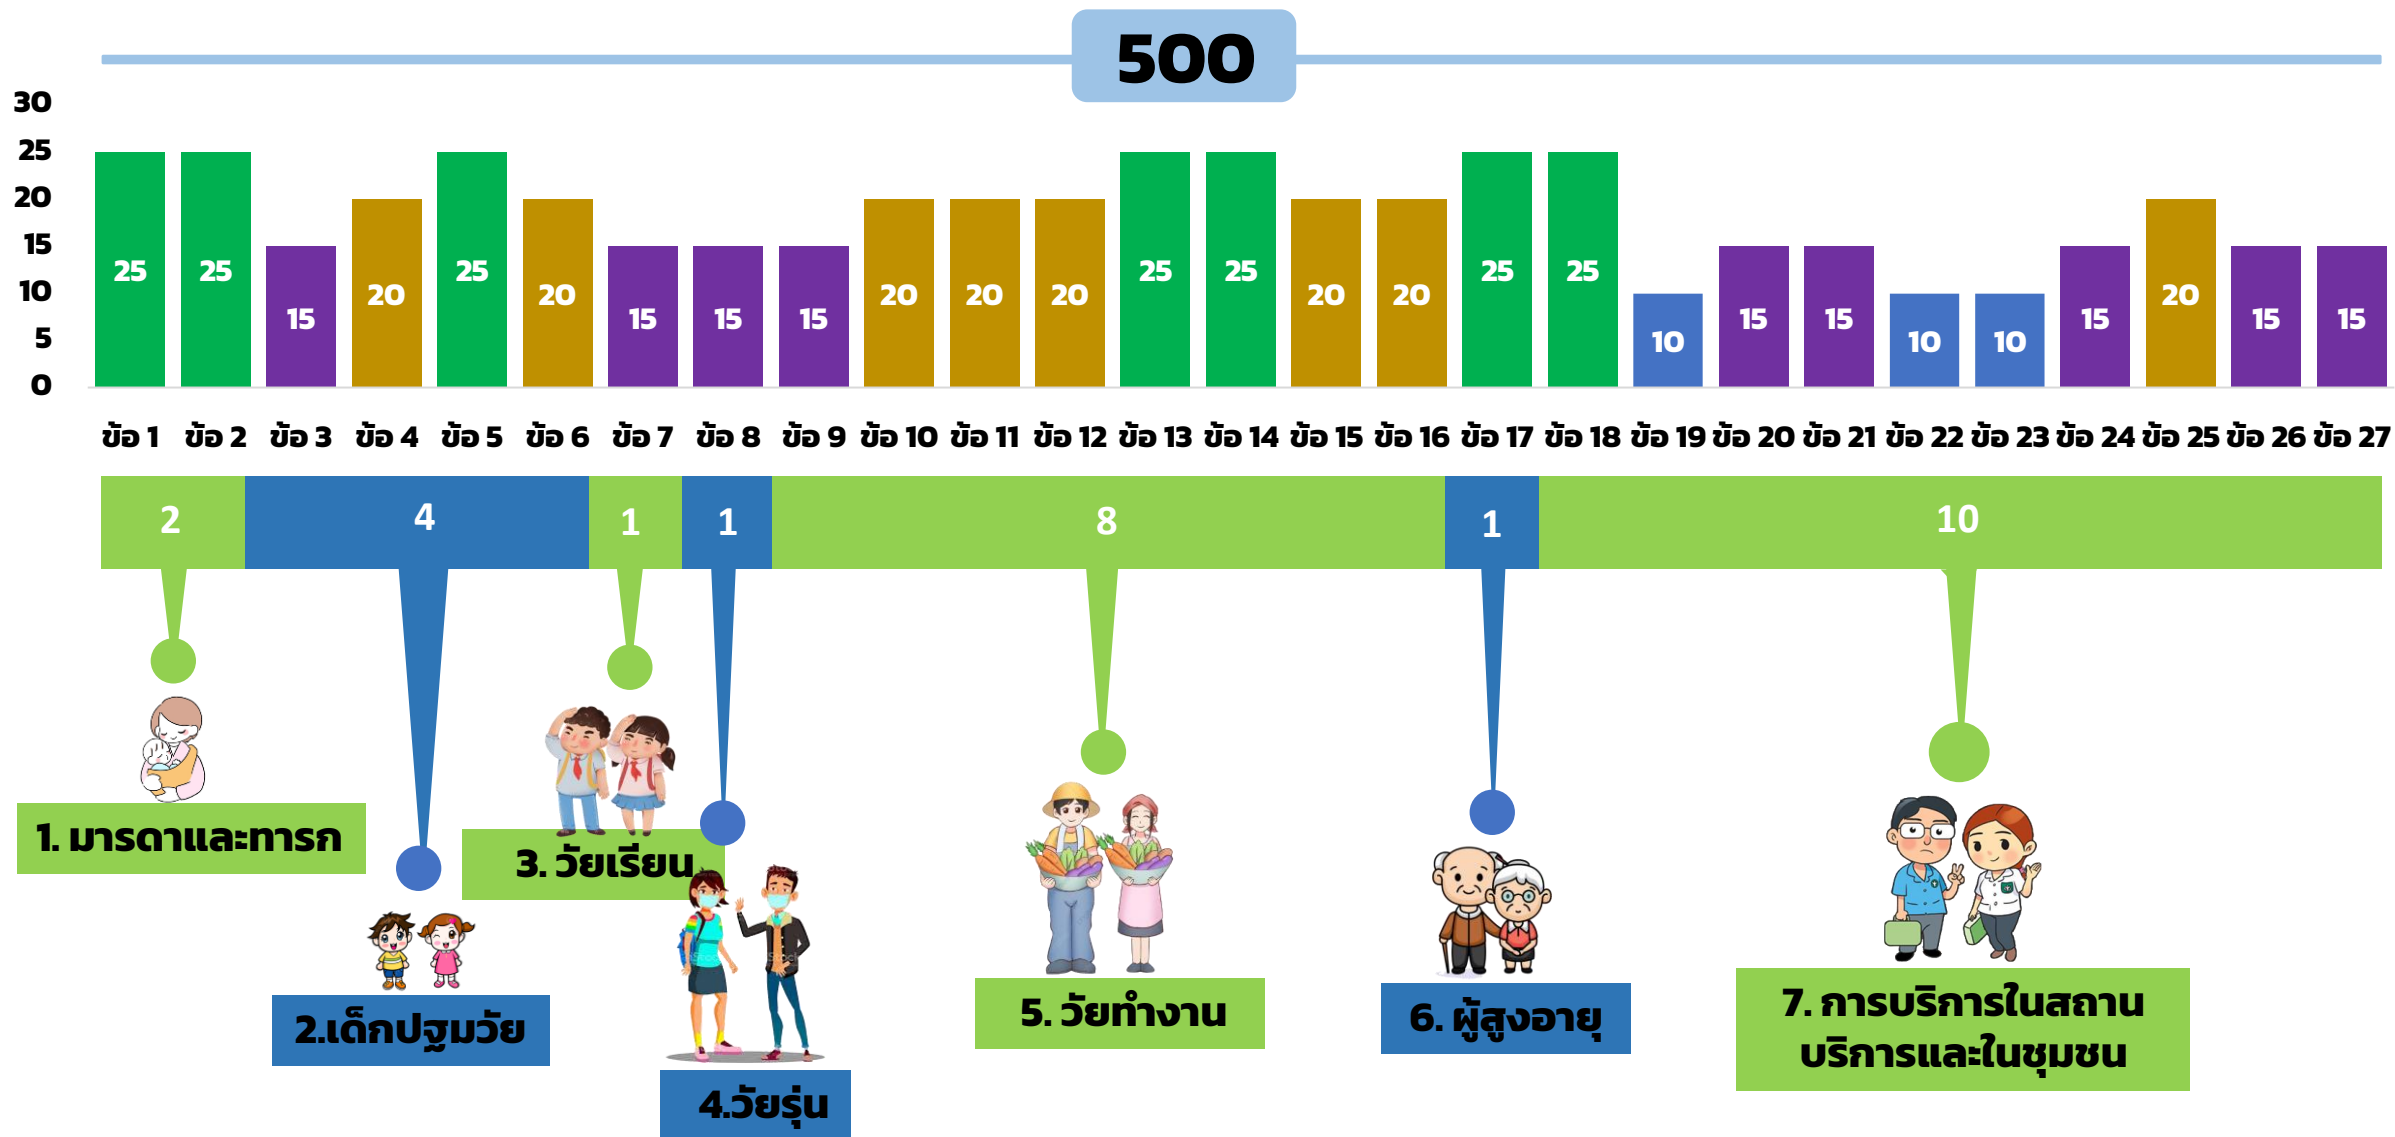 500
30
25
20
15
10
5
0
25 25 15 20 25 20 15 15 15 20 20 20 25 25 20 20 25 25 10 15 15 10 10 15 20 15 15
ข้อ 1 ข้อ 2 ข้อ 3 ข้อ 4 ข้อ 5 ข้อ 6 ข้อ 7 ข้อ 8 ข้อ 9 ข้อ 10 ข้อ 11 ข้อ 12 ข้อ 13 ข้อ 14 ข้อ 15 ข้อ 16 ข้อ 17 ข้อ 18 ข้อ 19 ข้อ 20 ข้อ 21 ข้อ 22 ข้อ 23 ข้อ 24 ข้อ 25 ข้อ 26 ข้อ 27
2 4 1 1 8 1 10
1. มารดาและทารก
2.เด็กปฐมวัย
3. วัยเรียน
4.วัยรุ่น
5. วัยทำงาน
6. ผู้สูงอายุ
7. การบริการในสถาน
บริการและในชุมชน